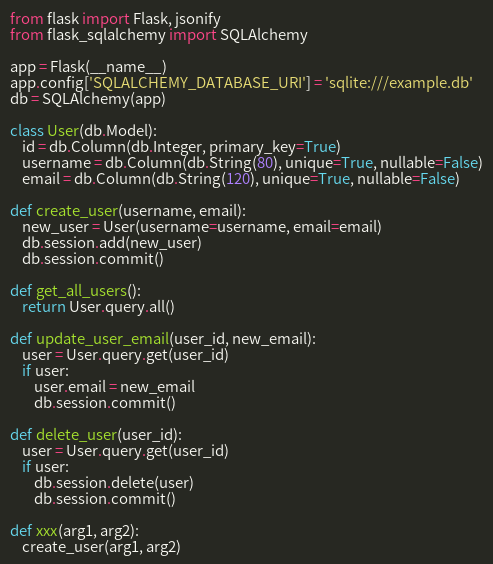 from flask import Flask, jsonify
from flask_sqlalchemy import SQLAlchemy

app = Flask(__name__)
app.config['SQLALCHEMY_DATABASE_URI'] = 'sqlite:///example.db'
db = SQLAlchemy(app)

class User(db.Model):
    id = db.Column(db.Integer, primary_key=True)
    username = db.Column(db.String(80), unique=True, nullable=False)
    email = db.Column(db.String(120), unique=True, nullable=False)

def create_user(username, email):
    new_user = User(username=username, email=email)
    db.session.add(new_user)
    db.session.commit()

def get_all_users():
    return User.query.all()

def update_user_email(user_id, new_email):
    user = User.query.get(user_id)
    if user:
        user.email = new_email
        db.session.commit()

def delete_user(user_id):
    user = User.query.get(user_id)
    if user:
        db.session.delete(user)
        db.session.commit()

def xxx(arg1, arg2):
    create_user(arg1, arg2)